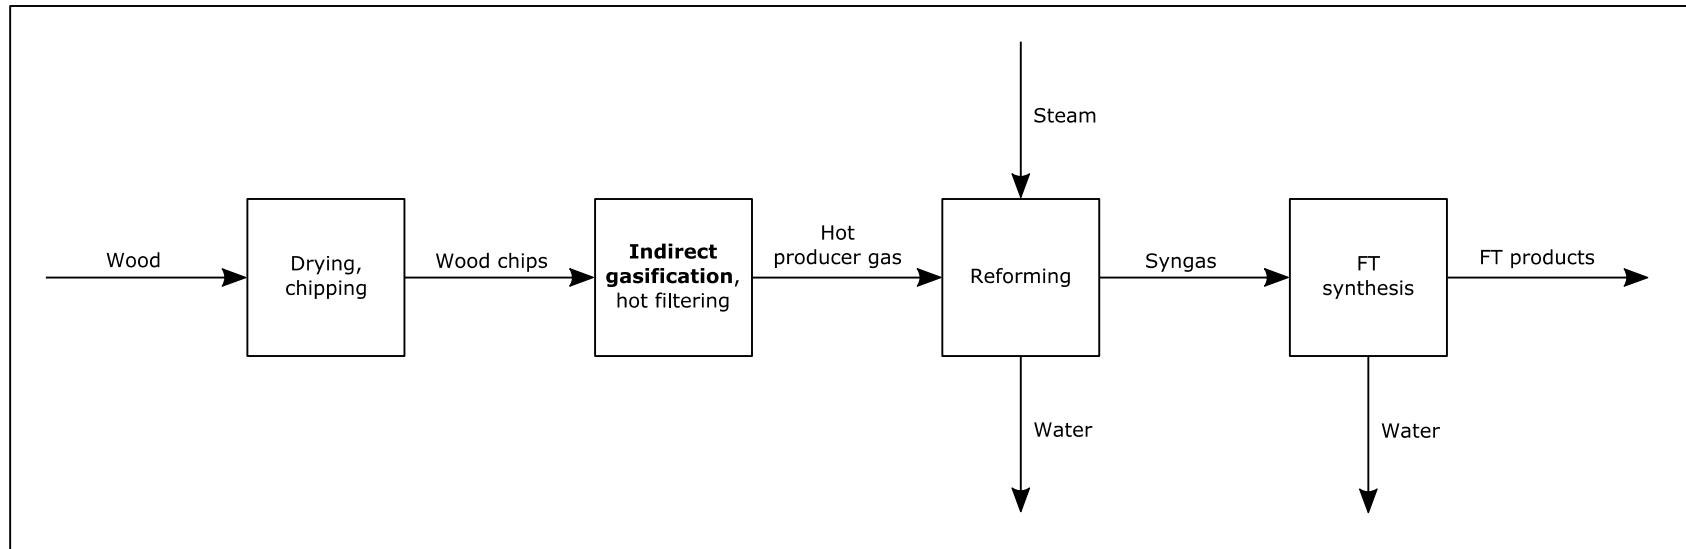 Steam
Wood
Drying,
chipping
Wood chips
Indirect
gasification,
hot filtering
Hot
producer gas
Reforming
Syngas
FT
synthesis
FT products
Water
Water